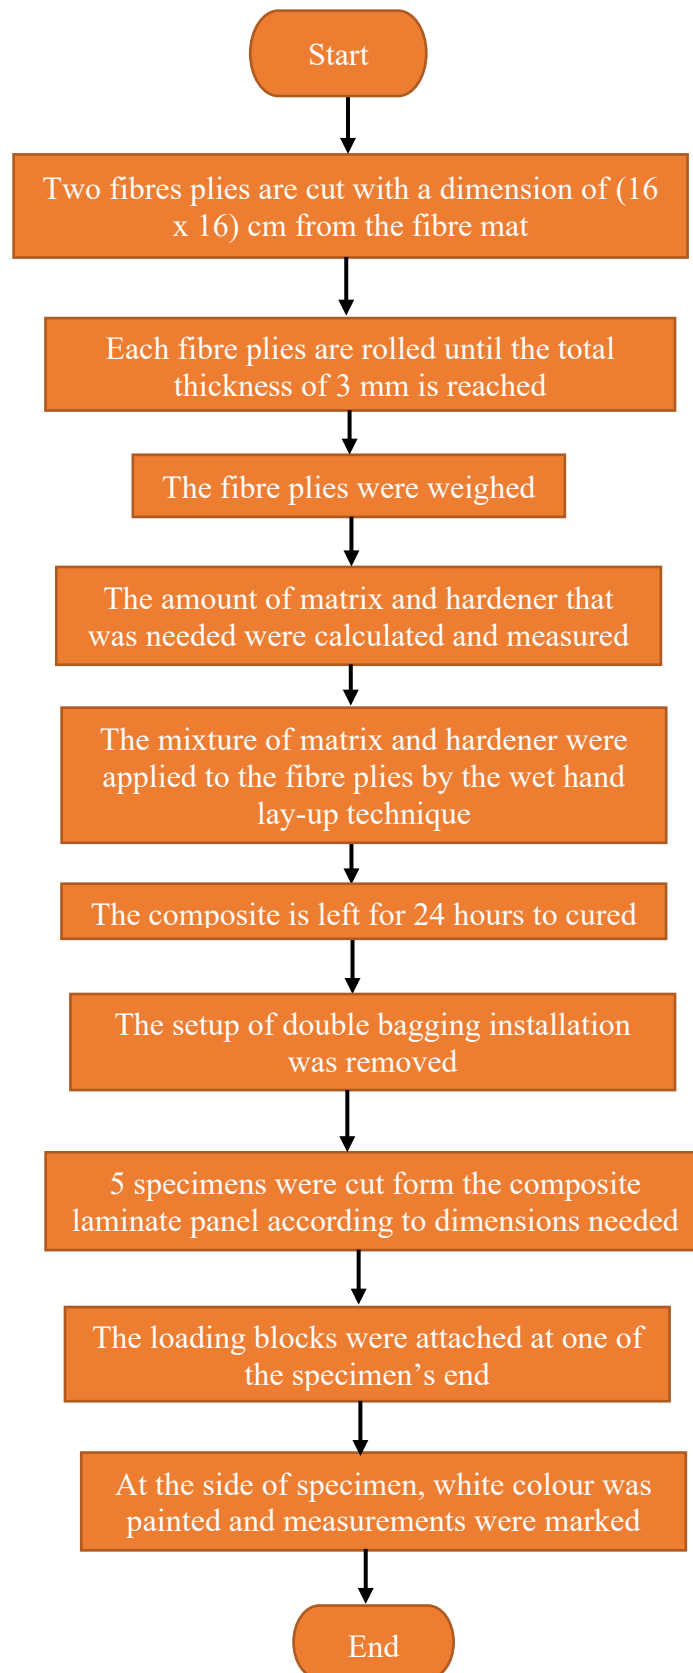 Start
Two fibres plies are cut with a dimension of (16
x 16) cm from the fibre mat
Each fibre plies are rolled until the total
thickness of 3 mm is reached
The fibre plies were weighed
The amount of matrix and hardener that
was needed were calculated and measured
The mixture of matrix and hardener were
applied to the fibre plies by the wet hand
lay-up technique
The composite is left for 24 hours to cured
The setup of double bagging installation
was removed
5 specimens were cut form the composite
laminate panel according to dimensions needed
The loading blocks were attached at one of
the specimen’s end
At the side of specimen, white colour was
painted and measurements were marked
End